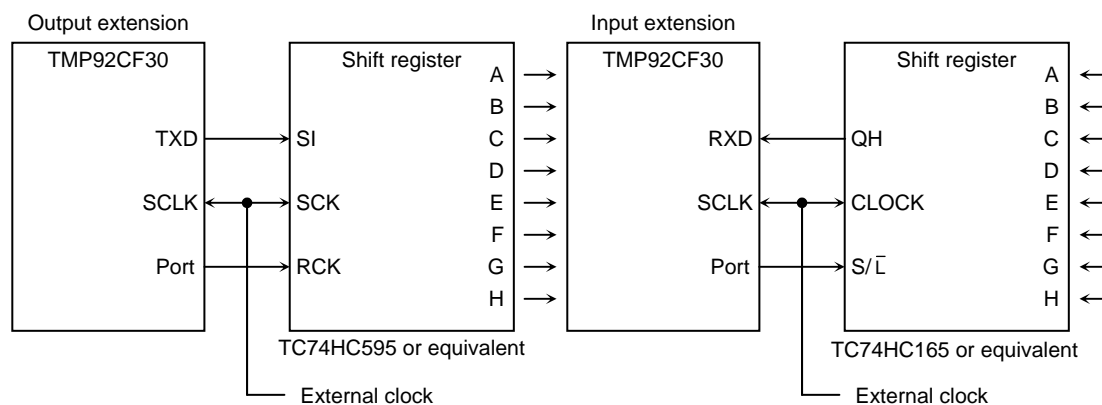 Output extension
TMP92CF30
TXD
SCLK
Port
Shift register
SI
SCK
RCK
A
B
C
D
E
F
G
H
TC74HC595 or equivalent
External clock
Input extension
TMP92CF30
RXD
SCLK
Port
Shift register
QH
CLOCK
S/L̅
A
B
C
D
E
F
G
H
TC74HC165 or equivalent
External clock